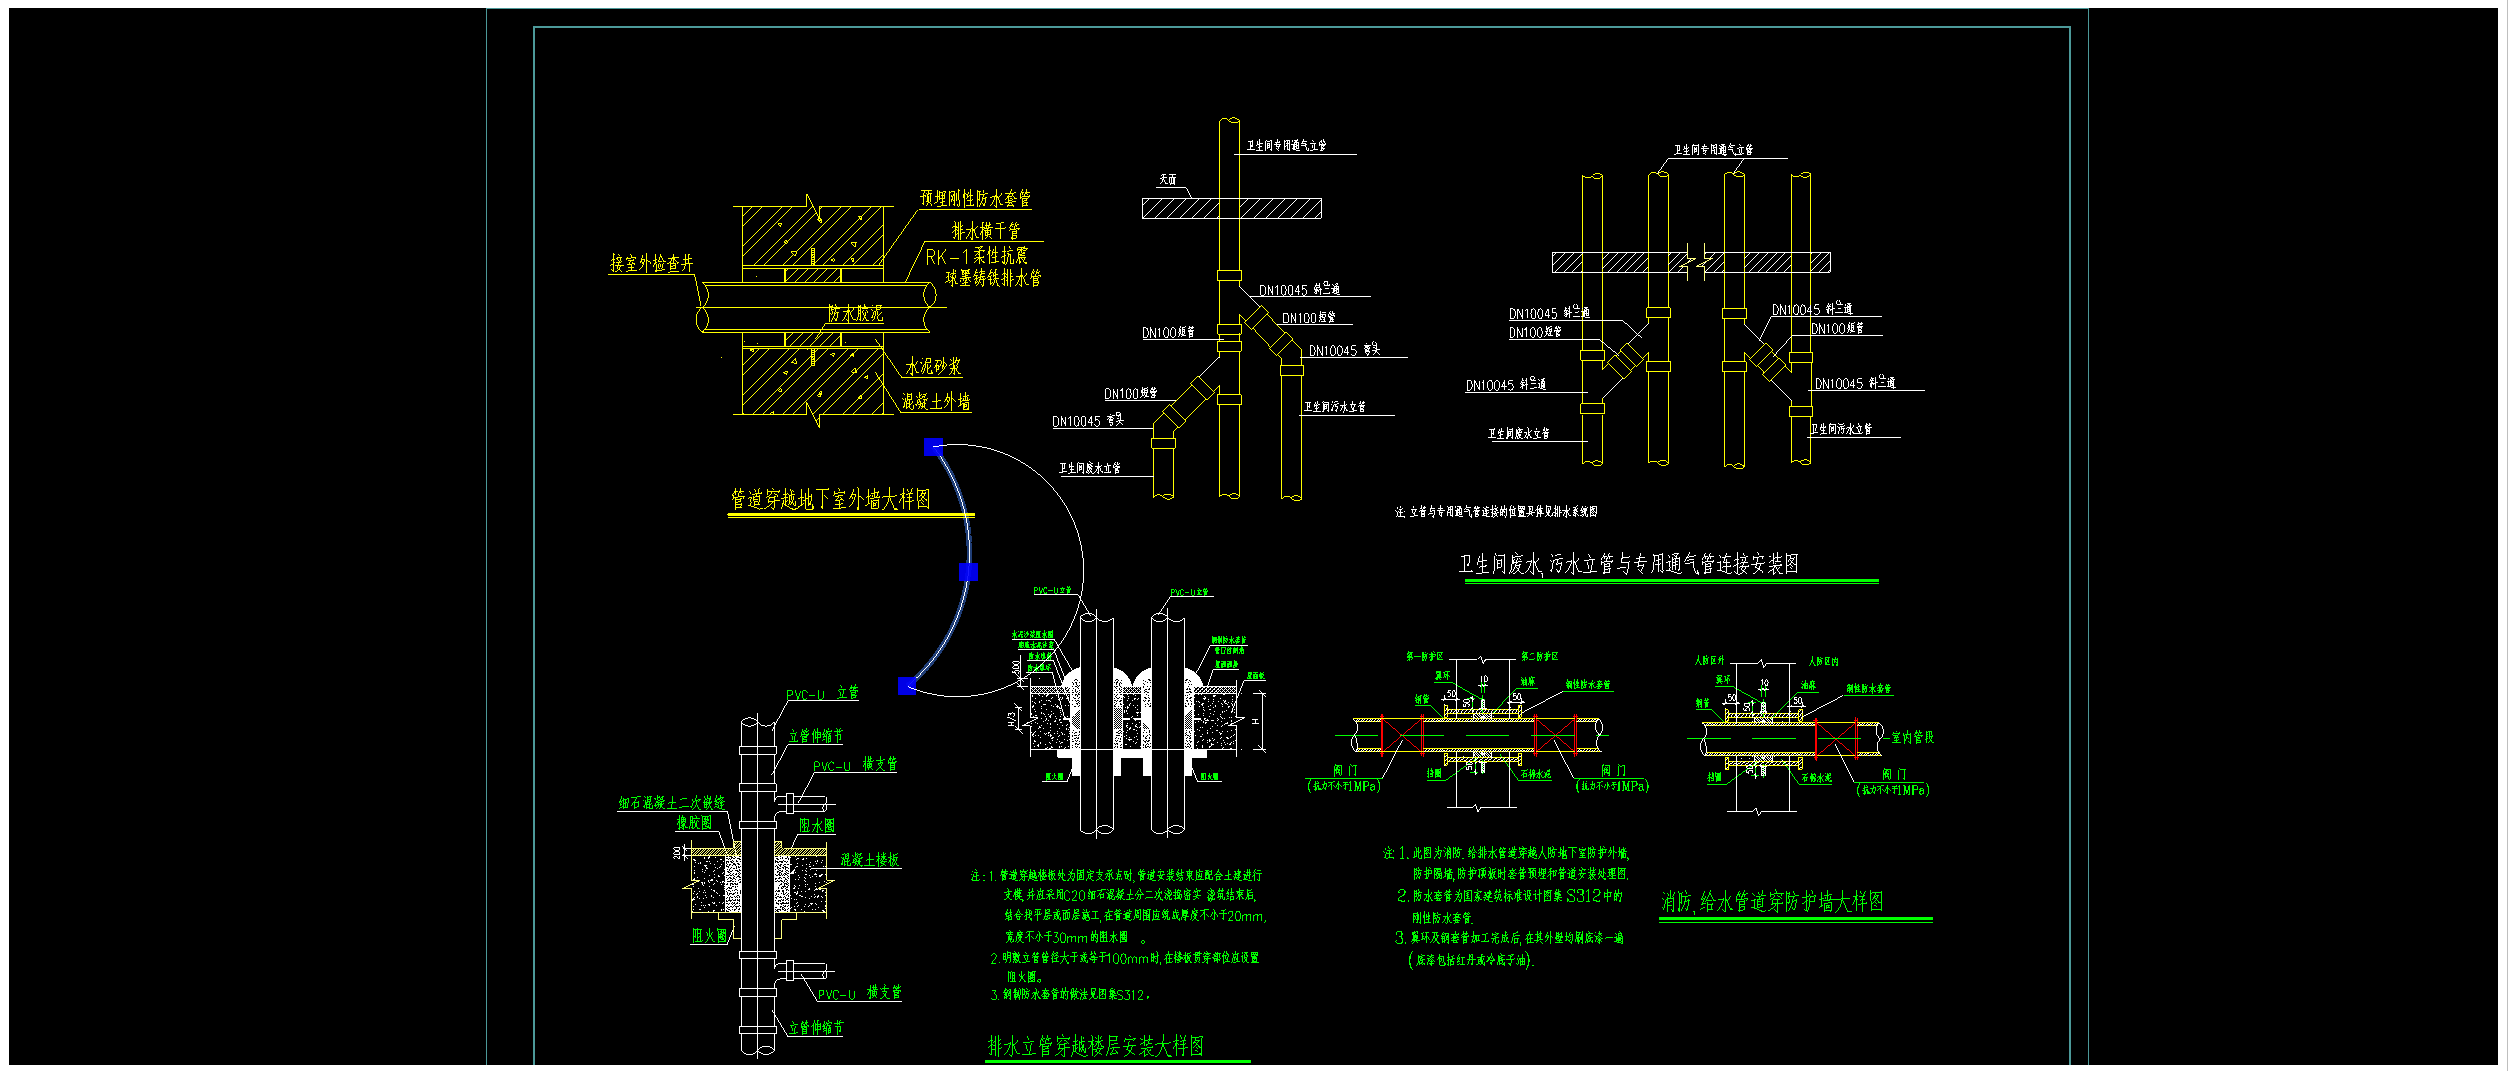 预埋刚性防水套管
排水横干管
RK-1柔性抗震
球墨铸铁排水管
接室外检查井
防水胶泥
水泥砂浆
混凝土外墙
管道穿越地下室外墙大样图
卫生间专用通气立管
天面
DN10045 斜三通
DN100短管
DN100短管
DN10045 弯头
DN100短管
DN10045 弯头
卫生间污水立管
卫生间废水立管
卫生间专用通气立管
DN10045 斜三通
DN100短管
DN10045 斜三通
DN100短管
DN10045 斜三通
DN10045 斜三通
卫生间废水立管
卫生间污水立管
注: 立管与专用通气管连接的位置具体见排水系统图
卫生间废水,污水立管与专用通气管连接安装图
PVC-U 立管
立管伸缩节
PVC-U 横支管
细石混凝土二次嵌缝
橡胶圈
阻水圈
200
混凝土楼板
阻火圈
PVC-U 横支管
立管伸缩节
PVC-U立管
PVC-U立管
H/3
H
阻火圈
阻火圈
注:1.管道穿越楼板处为固定支承点时,管道安装结束应配合土建进行
支模,并应采用C20细石混凝土分二次浇捣密实 浇筑结束后,
结合找平层或面层施工,在管道周围应筑成厚度不小于20mm,
宽度不小于30mm的阻水圈 。
2.明敷立管管径大于或等于100mm时,在楼板贯穿部位应设置
阻火圈。
3.钢制防水套管的做法见图集S312。
排水立管穿越楼层安装大样图
第一防护区
第二防护区
翼环
10
油麻
刚性防水套管
钢管
50
50
50
50
挡圈
石棉水泥
阀 门
(抗力不小于1MPa)
阀 门
(抗力不小于1MPa)
人防区外
人防区内
翼环
10
油麻
刚性防水套管
钢管
50
50
50
50
室内管段
挡圈
石棉水泥
阀 门
(抗力不小于1MPa)
注:1.此图为消防.给排水管道穿越人防地下室防护外墙,
防护隔墙,防护顶板时套管预埋和管道安装处理图.
2.防水套管为国家建筑标准设计图集S312中的
刚性防水套管.
3.翼环及钢套管加工完成后,在其外壁均刷底漆一遍
(底漆包括红丹或冷底子油).
消防,给水管道穿防护墙大样图